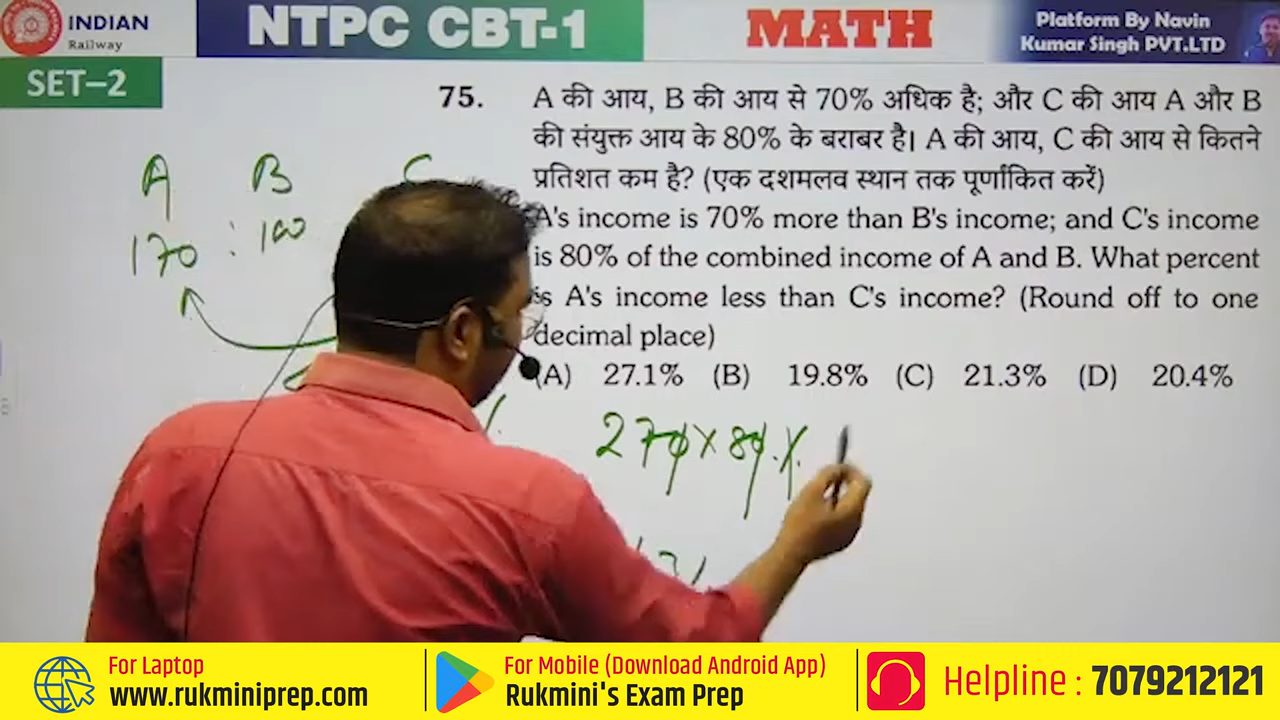 INDIAN
Railway
NTPC CBT-1
MATH
Platform By Navin
Kumar Singh PVT.LTD
SET–2
75. A की आय, B की आय से 70% अधिक है; और C की आय A और B
की संयुक्त आय के 80% के बराबर है। A की आय, C की आय से कितने
प्रतिशत कम है? (एक दशमलव स्थान तक पूर्णांकित करें)
A's income is 70% more than B's income; and C's income
is 80% of the combined income of A and B. What percent
is A's income less than C's income? (Round off to one
decimal place)
(A) 27.1% (B) 19.8% (C) 21.3% (D) 20.4%
A B C
170 : 100
270 × 80 %
For Laptop
www.rukminiprep.com
For Mobile (Download Android App)
Rukmini's Exam Prep
Helpline : 7079212121